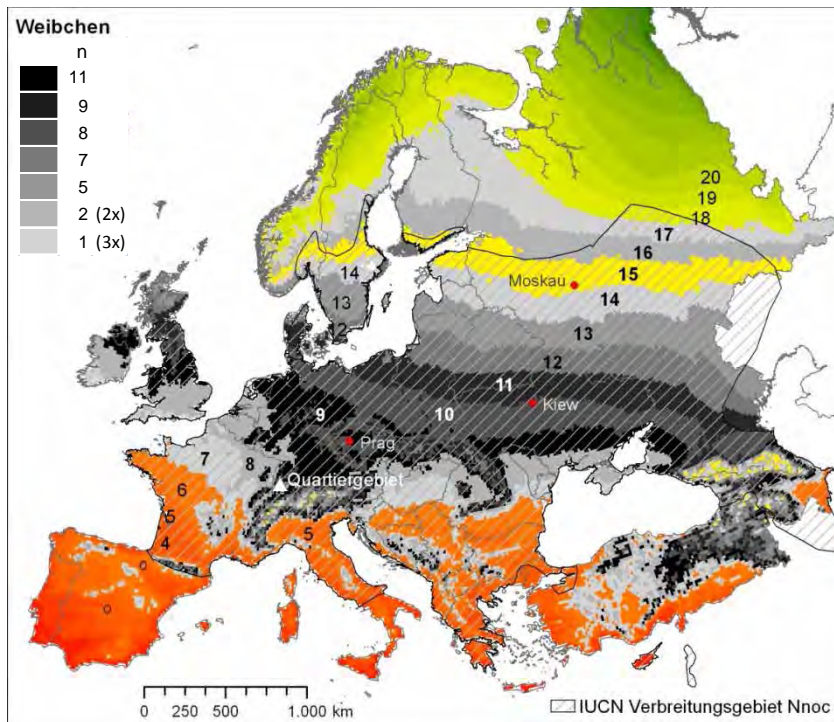 Weibchen
n
11
9
8
7
5
2 (2x)
1 (3x)
20
19
18
17
16
15
Moskau
14
14
13
13
12
12
11
Kiew
10
9
Prag
8
7
Quartiergebiet
6
5
5
4
0
0
0 250 500 1.000 km
IUCN Verbreitungsgebiet Nnoc